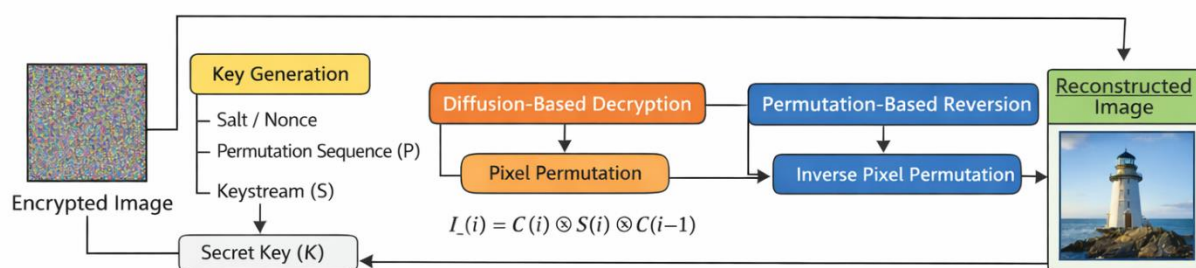 Encrypted Image
Key Generation
Salt / Nonce
Permutation Sequence (P)
Keystream (S)
Secret Key (K)
Diffusion-Based Decryption
Pixel Permutation
I_(i) = C(i) ⊗ S(i) ⊗ C(i−1)
Permutation-Based Reversion
Inverse Pixel Permutation
Reconstructed
Image